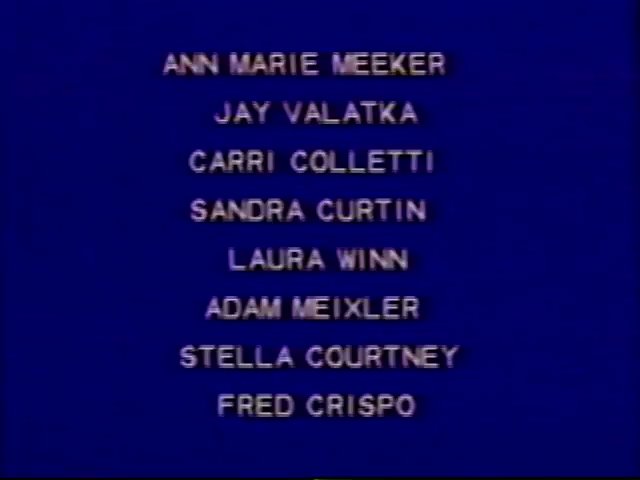 ANN MARIE MEEKER
JAY VALATKA
CARRI COLLETTI
SANDRA CURTIN
LAURA WINN
ADAM MEIXLER
STELLA COURTNEY
FRED CRISPO